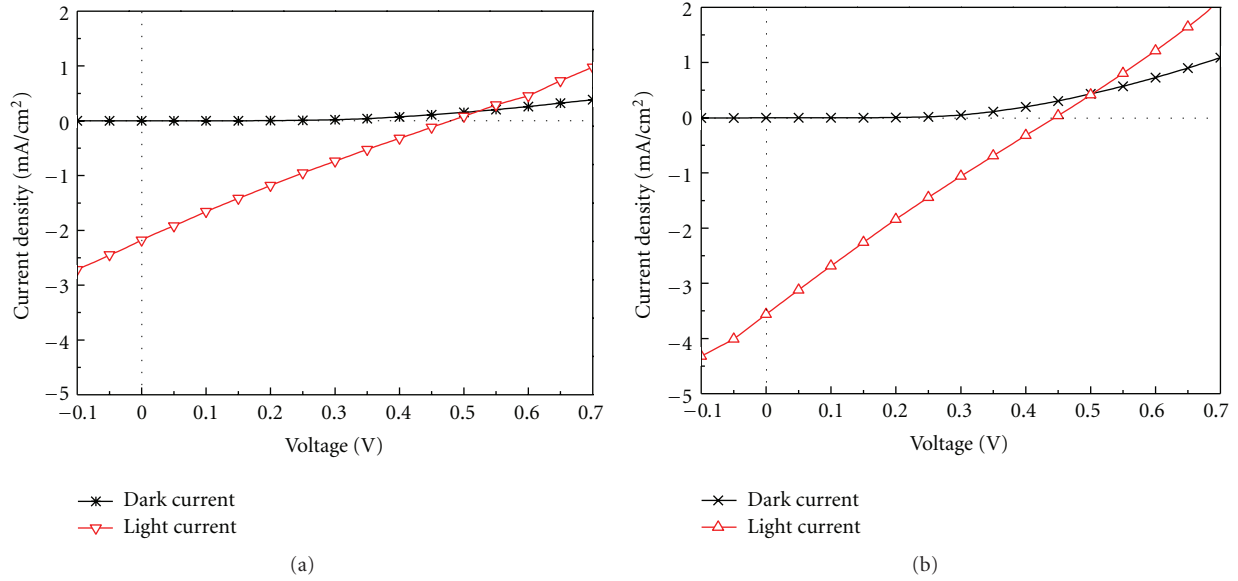 2
1
0
−1
−2
−3
−4
−5
Current density (mA/cm²)
−0.1 0 0.1 0.2 0.3 0.4 0.5 0.6 0.7
Voltage (V)
Dark current
Light current
(a)
2
1
0
−1
−2
−3
−4
−5
Current density (mA/cm²)
−0.1 0 0.1 0.2 0.3 0.4 0.5 0.6 0.7
Voltage (V)
Dark current
Light current
(b)